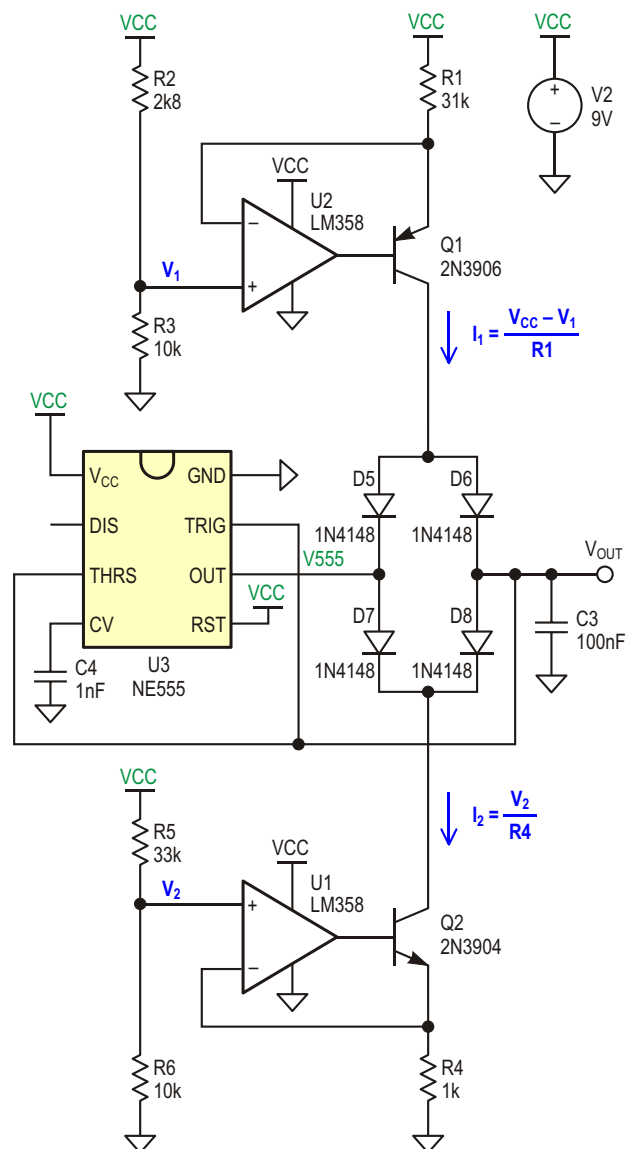 VCC
VCC
VCC
R2
2k8
R1
31k
+
−
V2
9V
VCC
U2
LM358
−
+
V₁
Q1
2N3906
R3
10k
I₁ = (V_CC – V₁) / R1
VCC
V_CC
GND
DIS
TRIG
THRS
OUT
CV
RST
U3
NE555
C4
1nF
VCC
V555
D5
1N4148
D6
1N4148
D7
1N4148
D8
1N4148
V_OUT
C3
100nF
VCC
R5
33k
V₂
VCC
U1
LM358
+
−
I₂ = V₂ / R4
Q2
2N3904
R6
10k
R4
1k